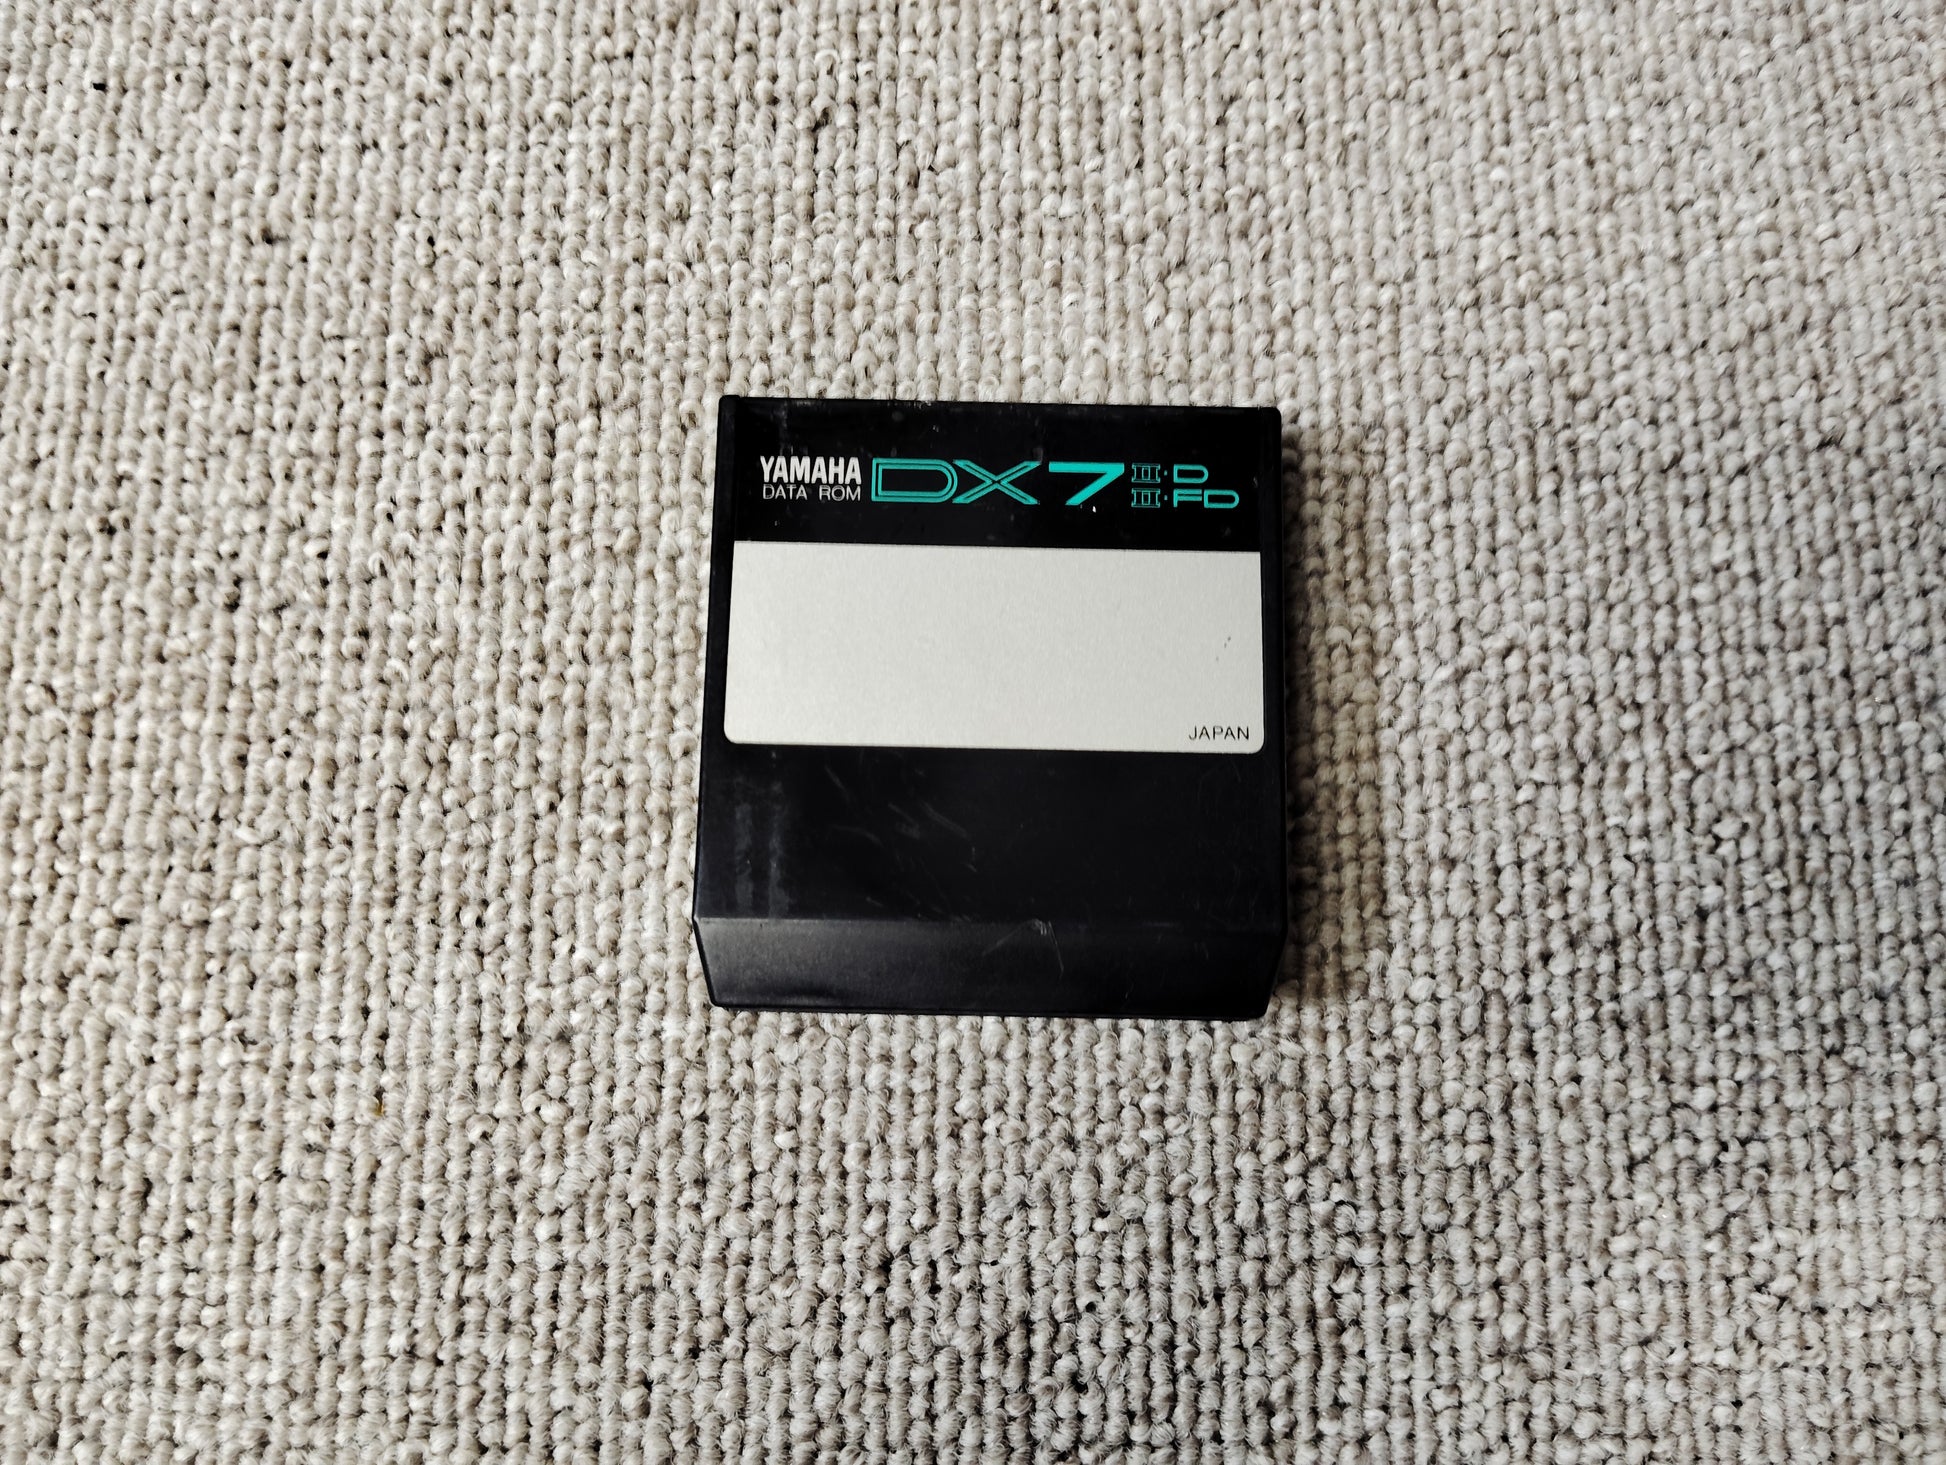 YAMAHA DX7 II·D
DATA ROM II·FD
JAPAN